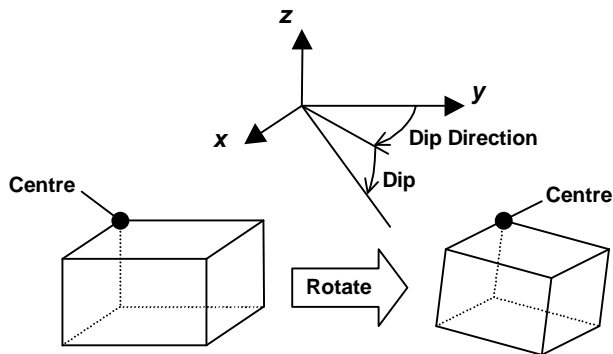 z
y
x
Dip Direction
Dip
Centre
Centre
Rotate